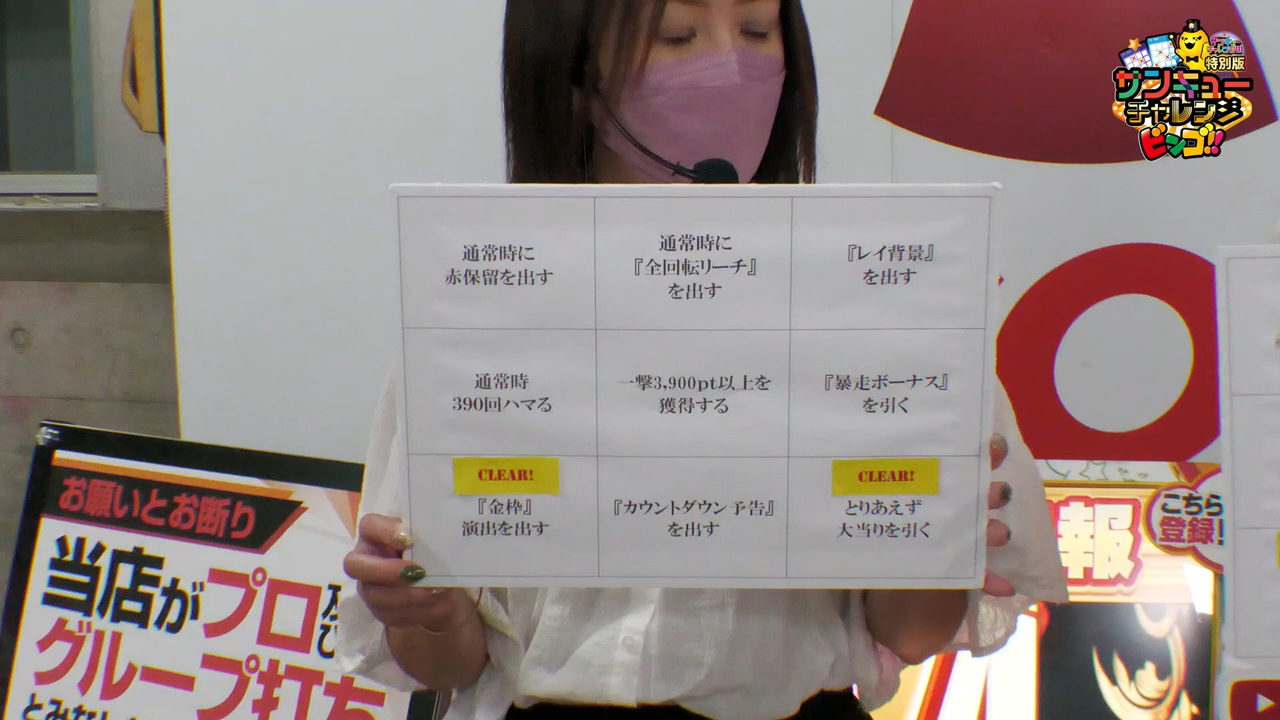 特別版
サンキュー
チャレンジ
ビンゴ!!
通常時に
赤保留を出す
通常時に
『全回転リーチ』
を出す
『レイ背景』
を出す
通常時
390回ハマる
一撃3,900pt以上を
獲得する
『暴走ボーナス』
を引く
CLEAR!
『金枠』
演出を出す
『カウントダウン予告』
を出す
CLEAR!
とりあえず
大当りを引く
お願いとお断り
当店がプロ及び
グループ打ち
とみなし
こちら
登録!
報